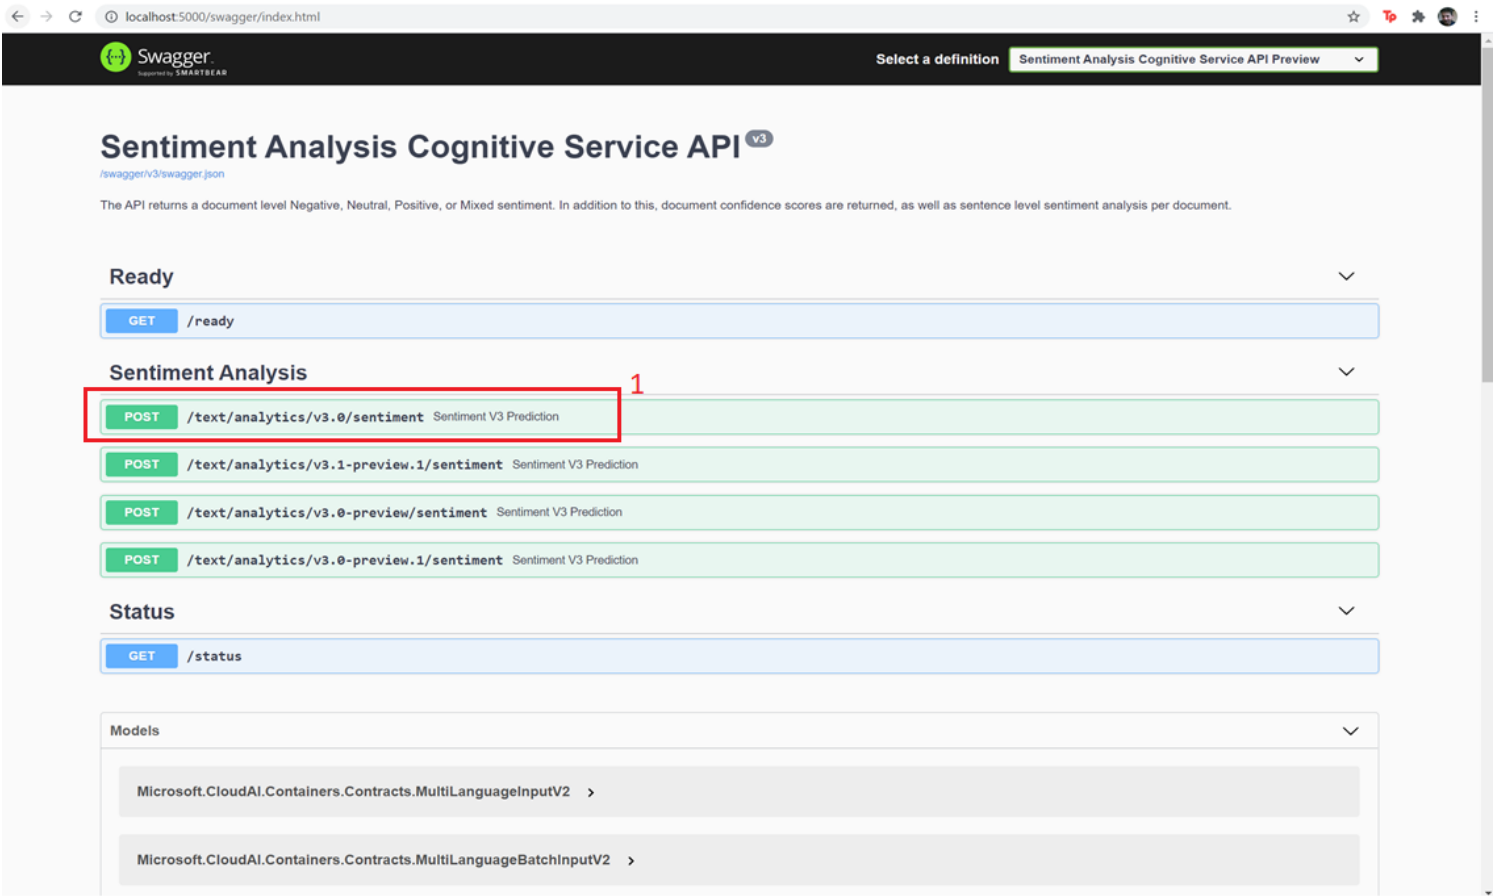 localhost:5000/swagger/index.html
Swagger.
Supported by SMARTBEAR
Select a definition
Sentiment Analysis Cognitive Service API Preview
Sentiment Analysis Cognitive Service API v3
/swagger/v3/swagger.json
The API returns a document level Negative, Neutral, Positive, or Mixed sentiment. In addition to this, document confidence scores are returned, as well as sentence level sentiment analysis per document.
Ready
GET /ready
Sentiment Analysis
1
POST /text/analytics/v3.0/sentiment Sentiment V3 Prediction
POST /text/analytics/v3.1-preview.1/sentiment Sentiment V3 Prediction
POST /text/analytics/v3.0-preview/sentiment Sentiment V3 Prediction
POST /text/analytics/v3.0-preview.1/sentiment Sentiment V3 Prediction
Status
GET /status
Models
Microsoft.CloudAI.Containers.Contracts.MultiLanguageInputV2
Microsoft.CloudAI.Containers.Contracts.MultiLanguageBatchInputV2